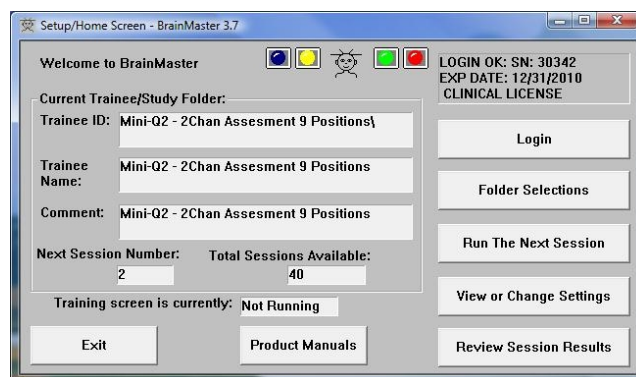 Setup/Home Screen - BrainMaster 3.7
Welcome to BrainMaster
LOGIN OK: SN: 30342
EXP DATE: 12/31/2010
CLINICAL LICENSE
Current Trainee/Study Folder:
Trainee ID: Mini-Q2 - 2Chan Assesment 9 Positions\
Trainee Name: Mini-Q2 - 2Chan Assesment 9 Positions
Comment: Mini-Q2 - 2Chan Assesment 9 Positions
Next Session Number: Total Sessions Available:
2 40
Training screen is currently: Not Running
Exit
Product Manuals
Login
Folder Selections
Run The Next Session
View or Change Settings
Review Session Results